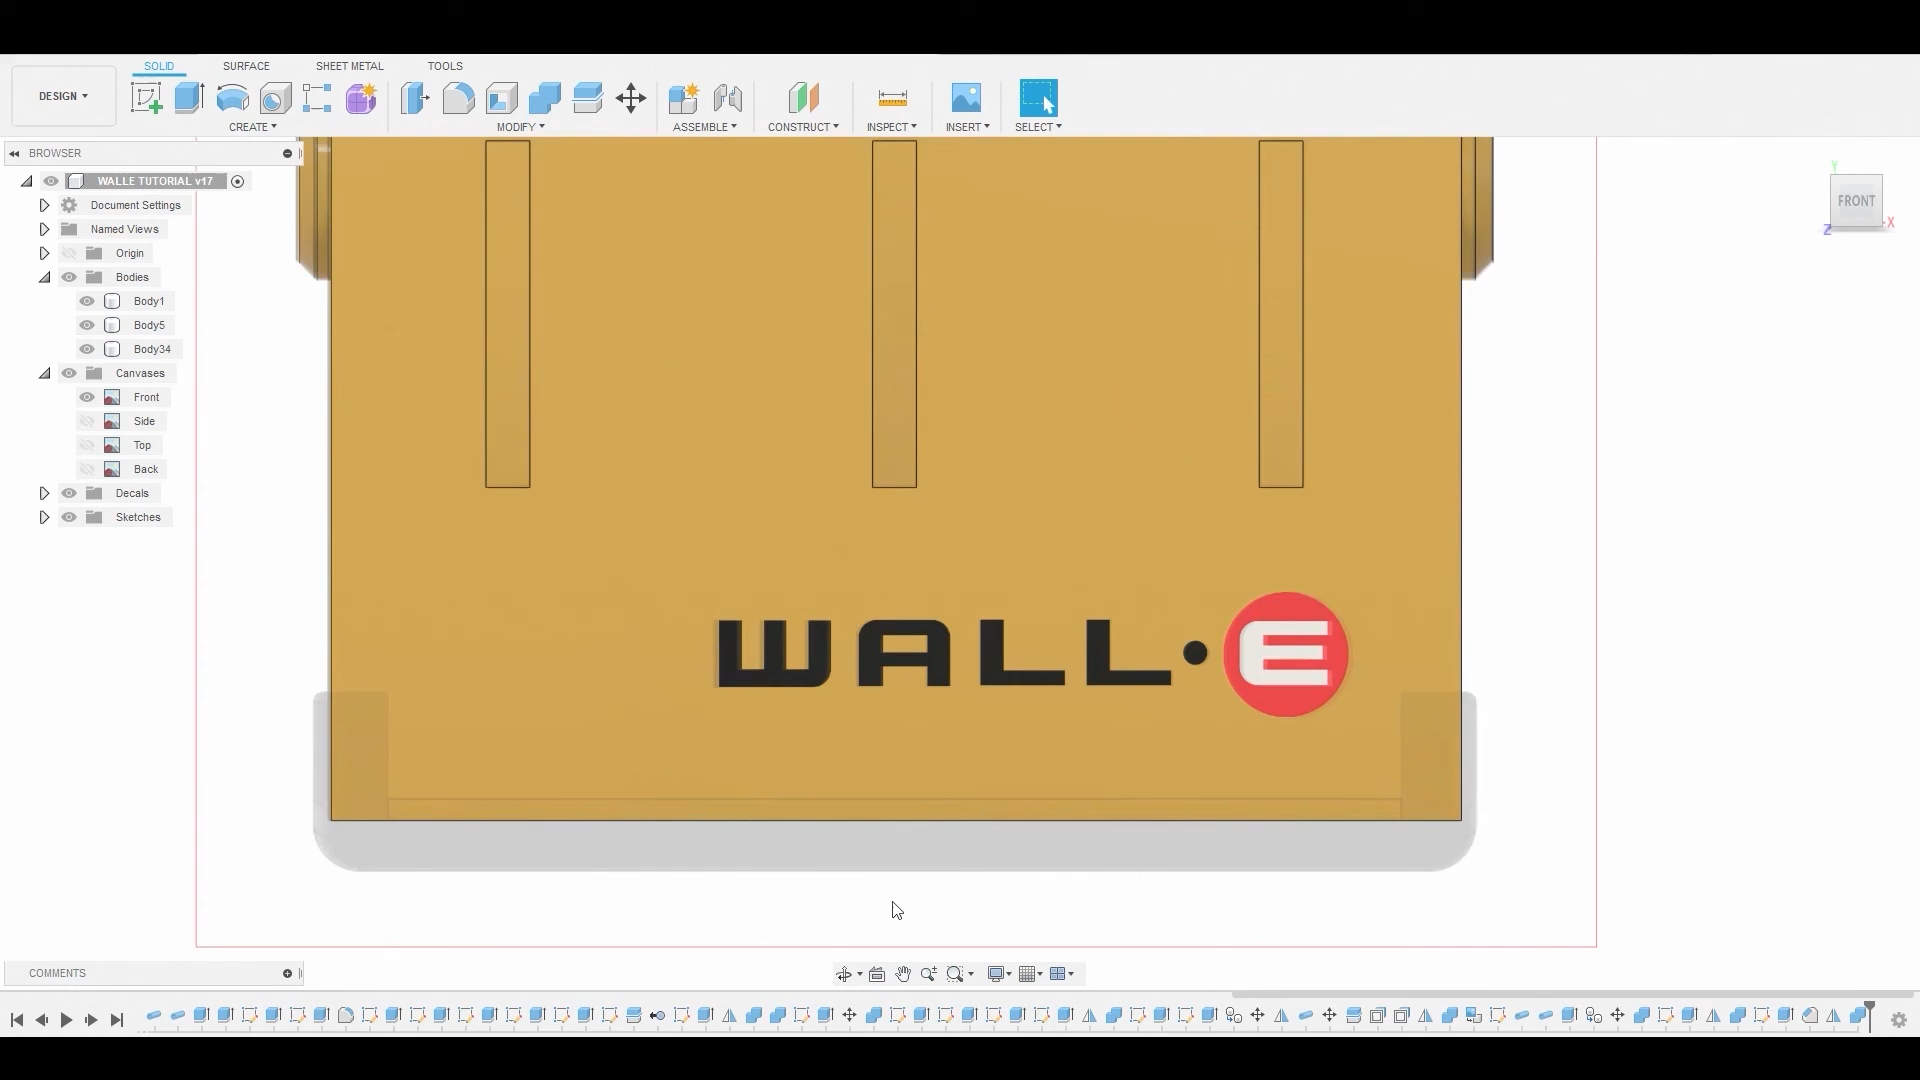 SOLID SURFACE SHEET METAL TOOLS
DESIGN
CREATE MODIFY ASSEMBLE CONSTRUCT INSPECT INSERT SELECT
BROWSER
WALLE TUTORIAL v17
Document Settings
Named Views
Origin
Bodies
Body1
Body5
Body34
Canvases
Front
Side
Top
Back
Decals
Sketches
Y
FRONT
X
Z
WALL•E
COMMENTS